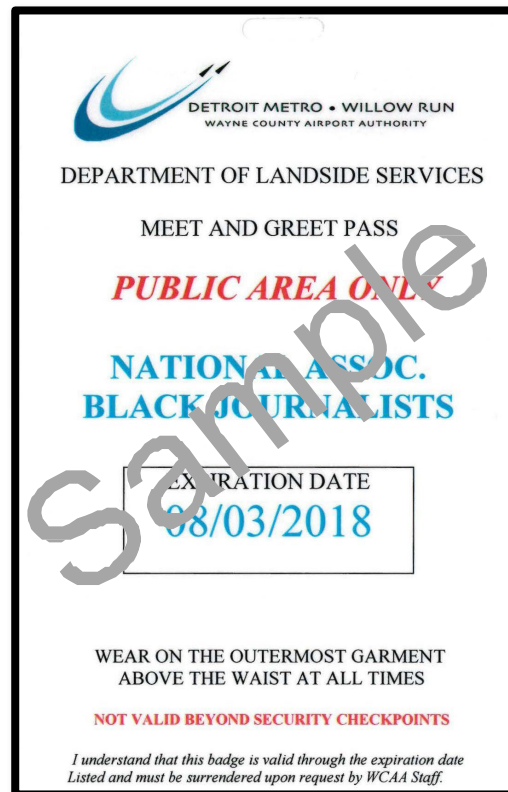 DETROIT METRO • WILLOW RUN
WAYNE COUNTY AIRPORT AUTHORITY
DEPARTMENT OF LANDSIDE SERVICES
MEET AND GREET PASS
PUBLIC AREA ONLY
NATIONAL ASSOC.
BLACK JOURNALISTS
EXPIRATION DATE
08/03/2018
Sample
WEAR ON THE OUTERMOST GARMENT
ABOVE THE WAIST AT ALL TIMES
NOT VALID BEYOND SECURITY CHECKPOINTS
I understand that this badge is valid through the expiration date
Listed and must be surrendered upon request by WCAA Staff.